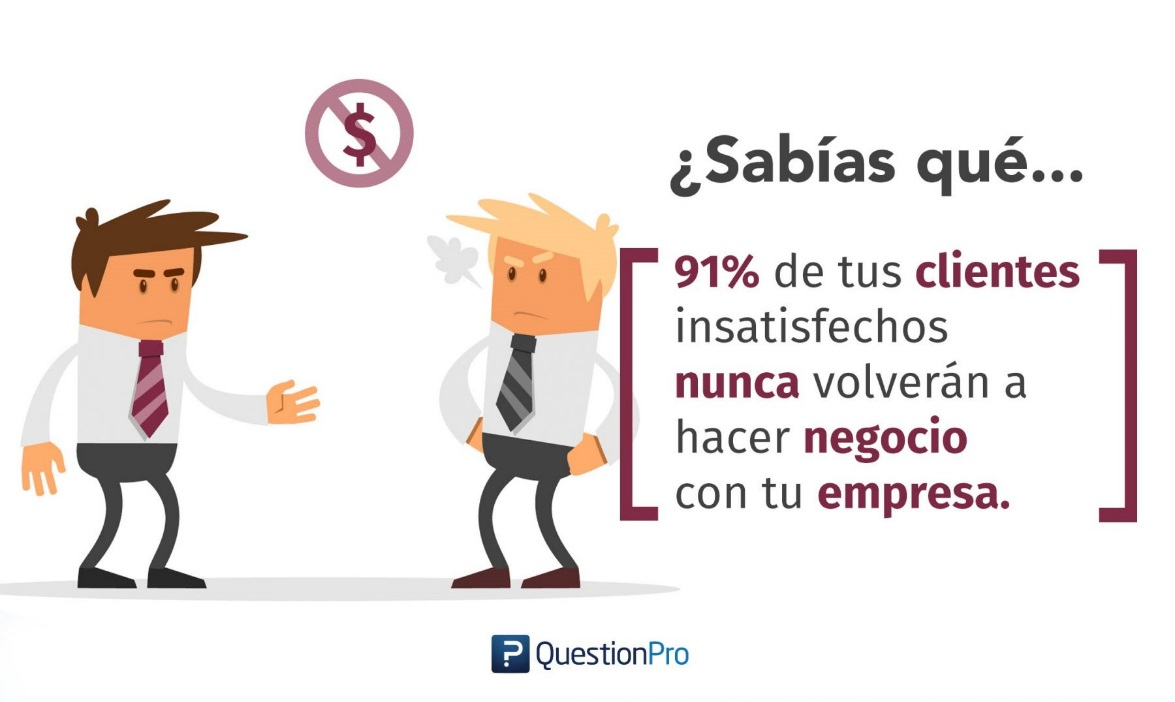 $
¿Sabías qué...
91% de tus clientes
insatisfechos
nunca volverán a
hacer negocio
con tu empresa.
? QuestionPro